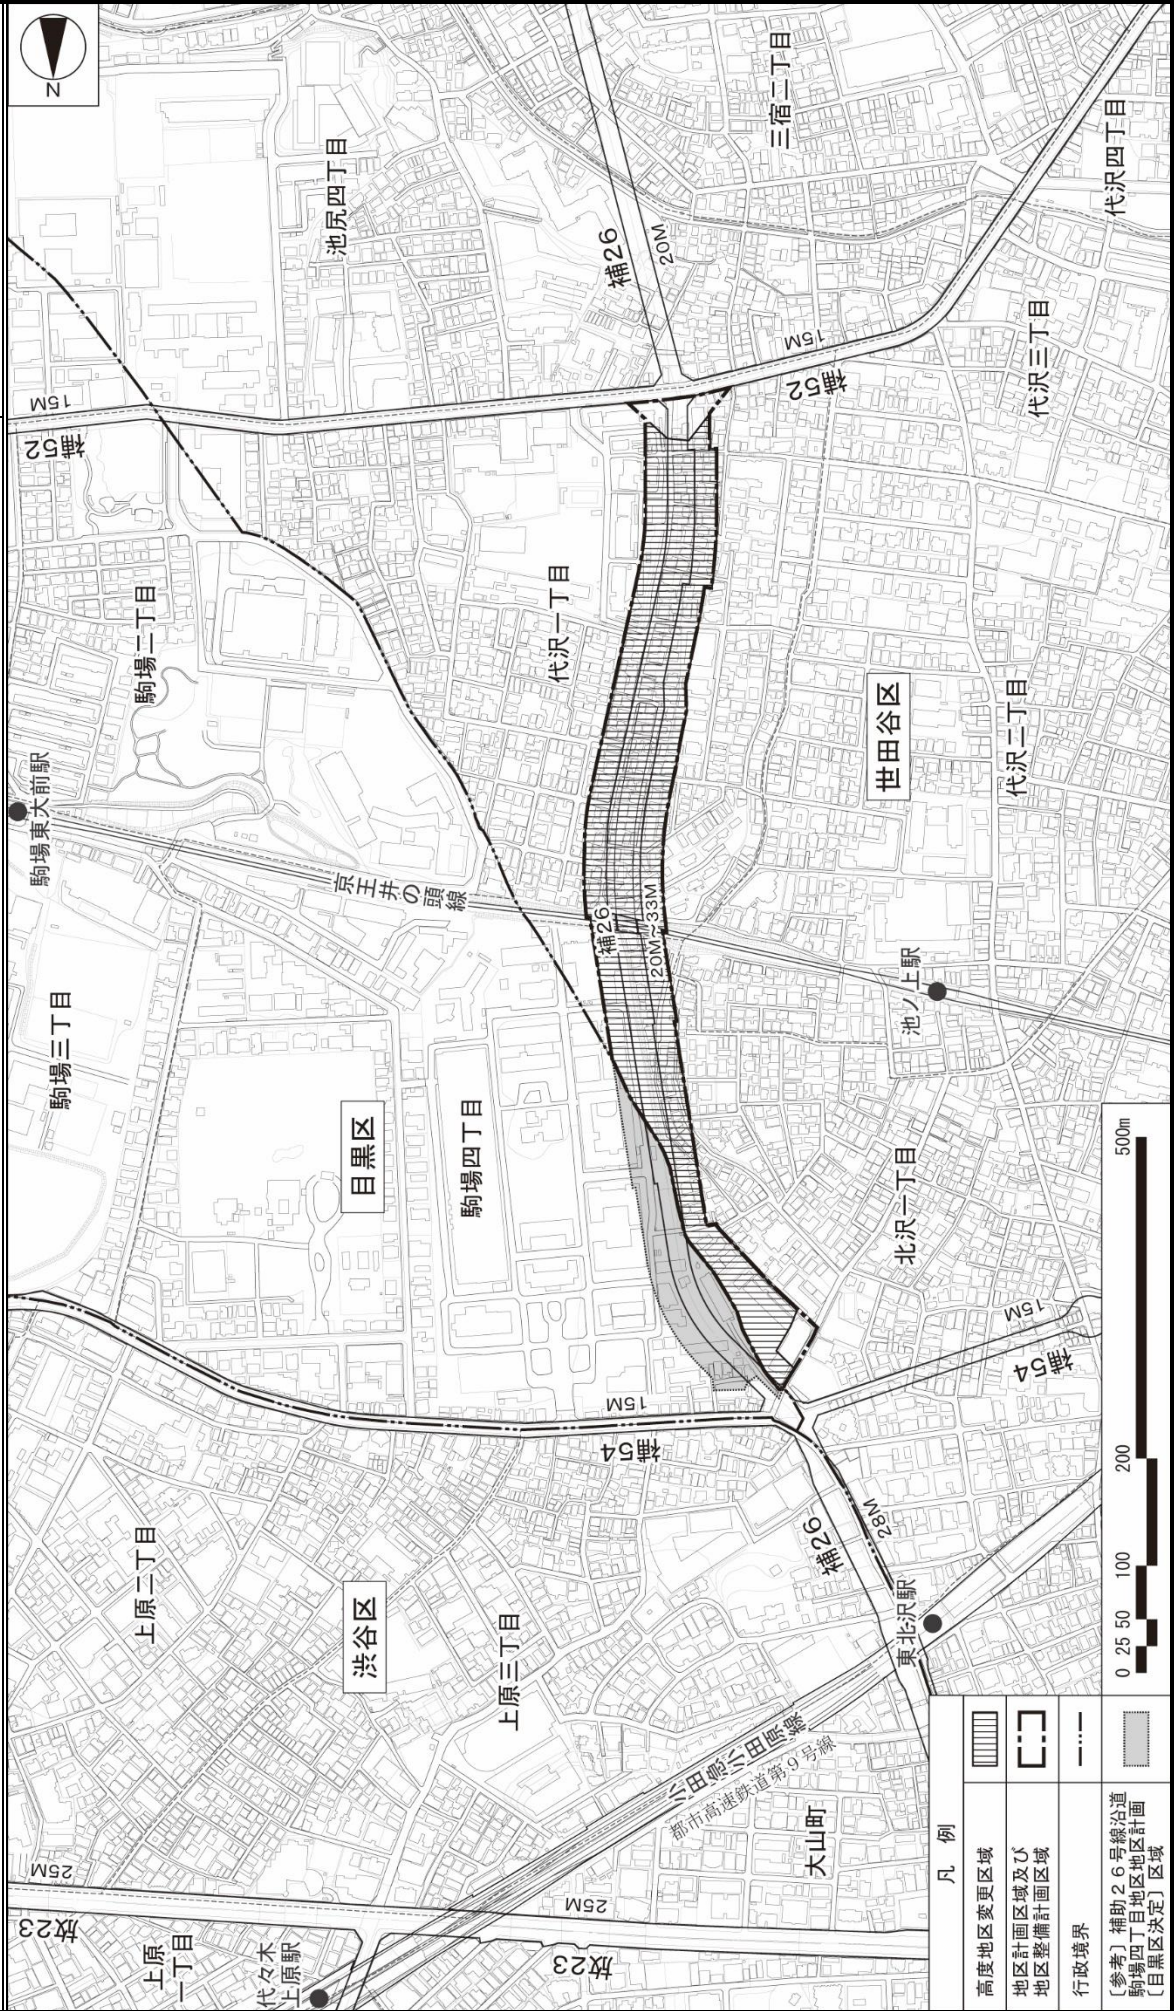 N
池尻四丁目
三宿二丁目
代沢四丁目
補26
20M
15M
補52
15M
補52
代沢三丁目
駒場二丁目
代沢一丁目
世田谷区
代沢二丁目
駒場東大前駅
京王井の頭線
補26
20M~33M
池ノ上駅
駒場三丁目
目黒区
駒場四丁目
北沢一丁目
15M
補54
15M
補54
上原二丁目
渋谷区
上原三丁目
補26
28M
東北沢駅
小田急小田原線
都市高速鉄道第9号線
大山町
25M
放23
25M
放23
上原
一丁目
代々木
上原駅
0 25 50 100 200 500m
凡 例
高度地区変更区域
地区計画区域及び
地区整備計画区域
行政境界
[参考] 補助26号線沿道
駒場四丁目地区地区計画
[目黒区決定] 区域